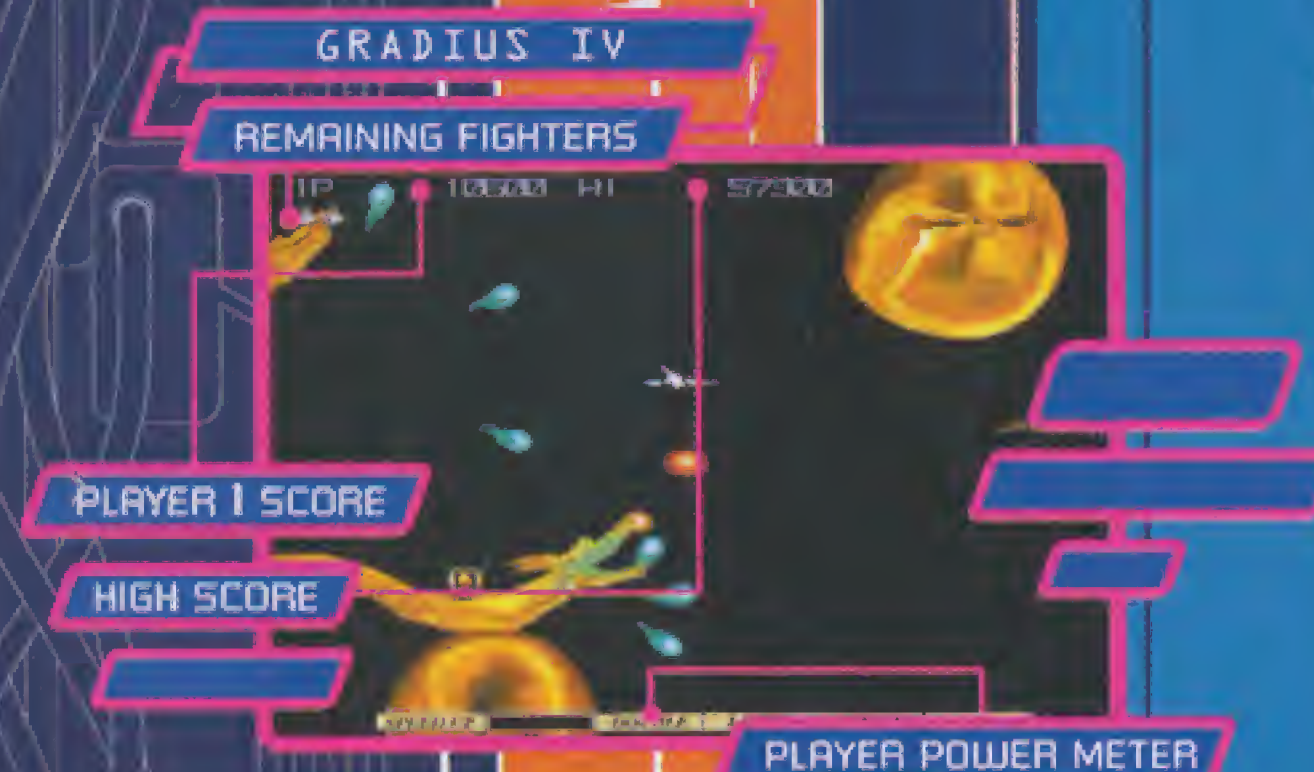 GRADIUS IV
REMAINING FIGHTERS
1P
HI
PLAYER 1 SCORE
HIGH SCORE
PLAYER POWER METER